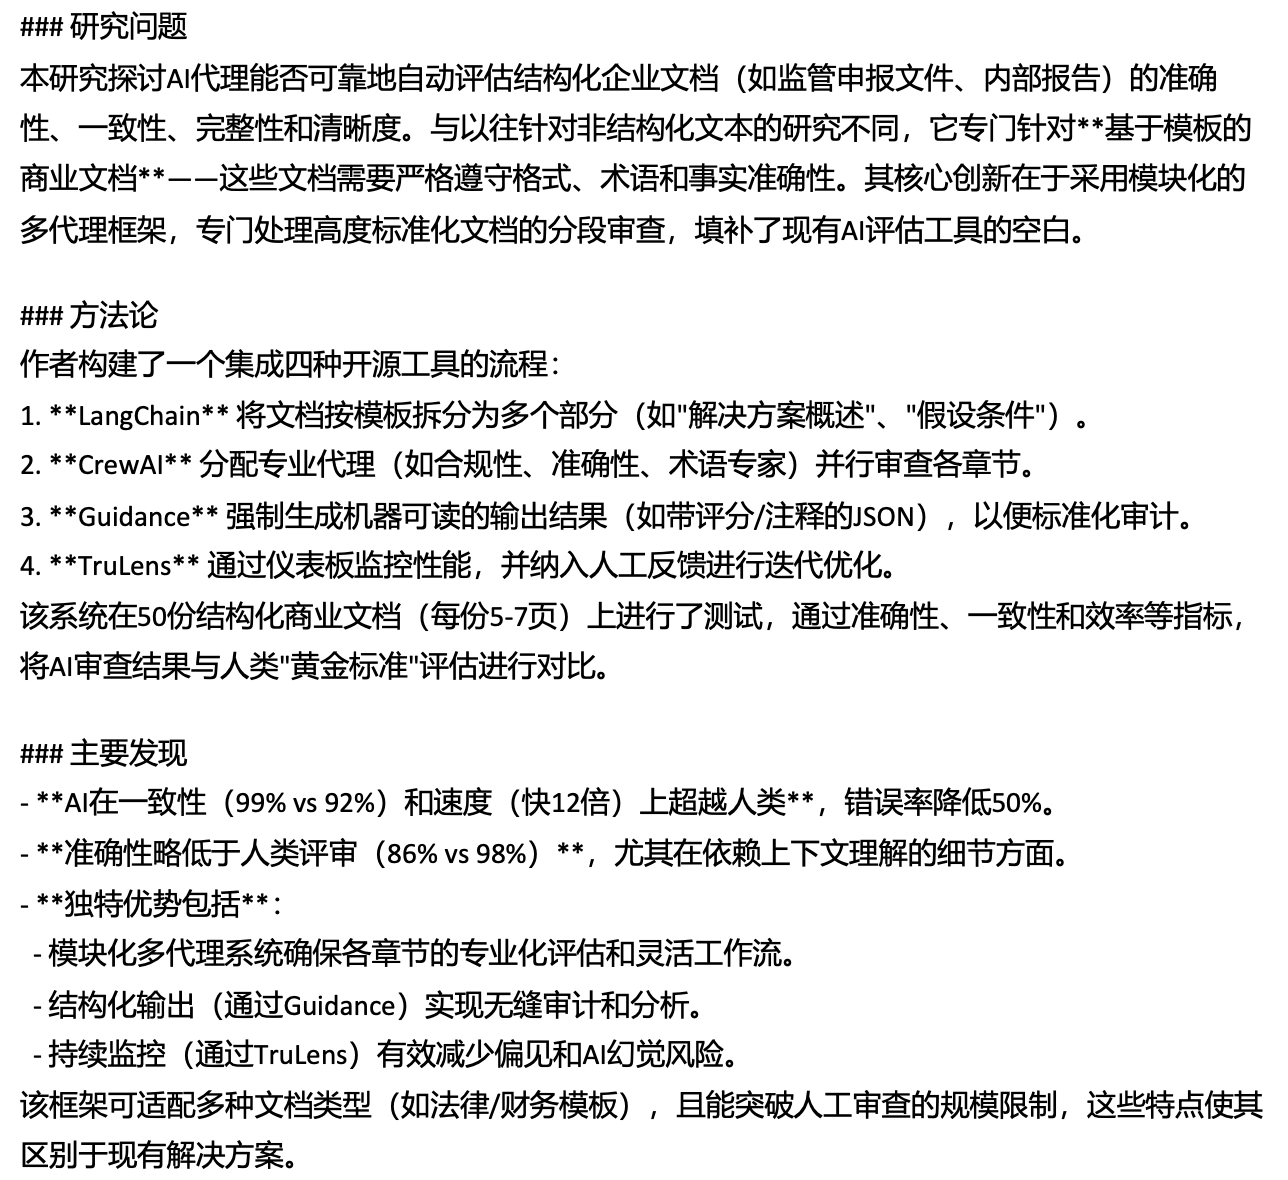 ### 研究问题
本研究探讨AI代理能否可靠地自动评估结构化企业文档（如监管申报文件、内部报告）的准确
性、一致性、完整性和清晰度。与以往针对非结构化文本的研究不同，它专门针对**基于模板的
商业文档**——这些文档需要严格遵守格式、术语和事实准确性。其核心创新在于采用模块化的
多代理框架，专门处理高度标准化文档的分段审查，填补了现有AI评估工具的空白。
### 方法论
作者构建了一个集成四种开源工具的流程：
1. **LangChain** 将文档按模板拆分为多个部分（如"解决方案概述"、"假设条件"）。
2. **CrewAI** 分配专业代理（如合规性、准确性、术语专家）并行审查各章节。
3. **Guidance** 强制生成机器可读的输出结果（如带评分/注释的JSON），以便标准化审计。
4. **TruLens** 通过仪表板监控性能，并纳入人工反馈进行迭代优化。
该系统在50份结构化商业文档（每份5-7页）上进行了测试，通过准确性、一致性和效率等指标，
将AI审查结果与人类"黄金标准"评估进行对比。
### 主要发现
- **AI在一致性（99% vs 92%）和速度（快12倍）上超越人类**，错误率降低50%。
- **准确性略低于人类评审（86% vs 98%）**，尤其在依赖上下文理解的细节方面。
- **独特优势包括**：
- 模块化多代理系统确保各章节的专业化评估和灵活工作流。
- 结构化输出（通过Guidance）实现无缝审计和分析。
- 持续监控（通过TruLens）有效减少偏见和AI幻觉风险。
该框架可适配多种文档类型（如法律/财务模板），且能突破人工审查的规模限制，这些特点使其
区别于现有解决方案。